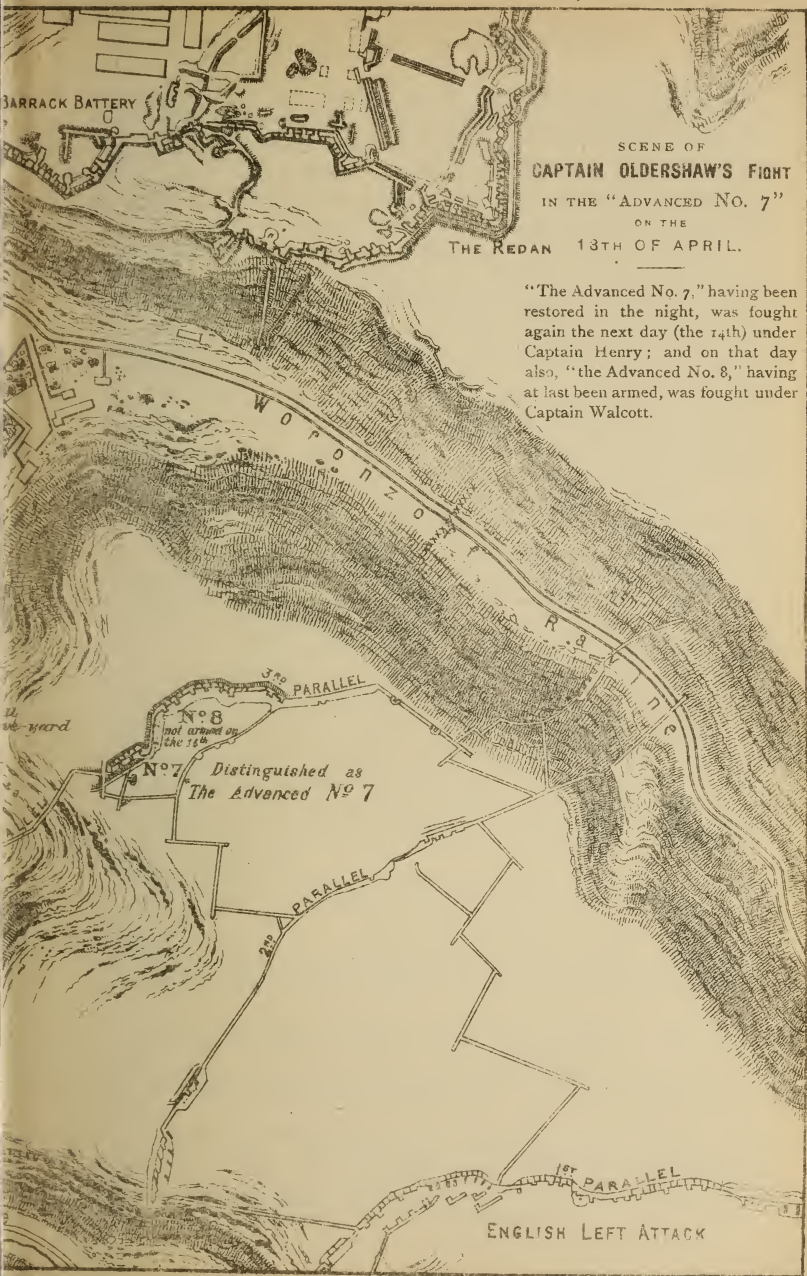 BARRACK BATTERY
SCENE OF
CAPTAIN OLDERSHAW'S FIGHT
IN THE "ADVANCED NO. 7"
ON THE
13TH OF APRIL.
THE REDAN
"The Advanced No. 7," having been
restored in the night, was fought
again the next day (the 14th) under
Captain Henry; and on that day
also, "the Advanced No. 8," having
at last been armed, was fought under
Captain Walcott.
Woronzoff Ravine
3RD PARALLEL
No 8
not armed on
the 13th
yard
No 7 Distinguished as
The Advanced No 7
2ND PARALLEL
1ST PARALLEL
ENGLISH LEFT ATTACK